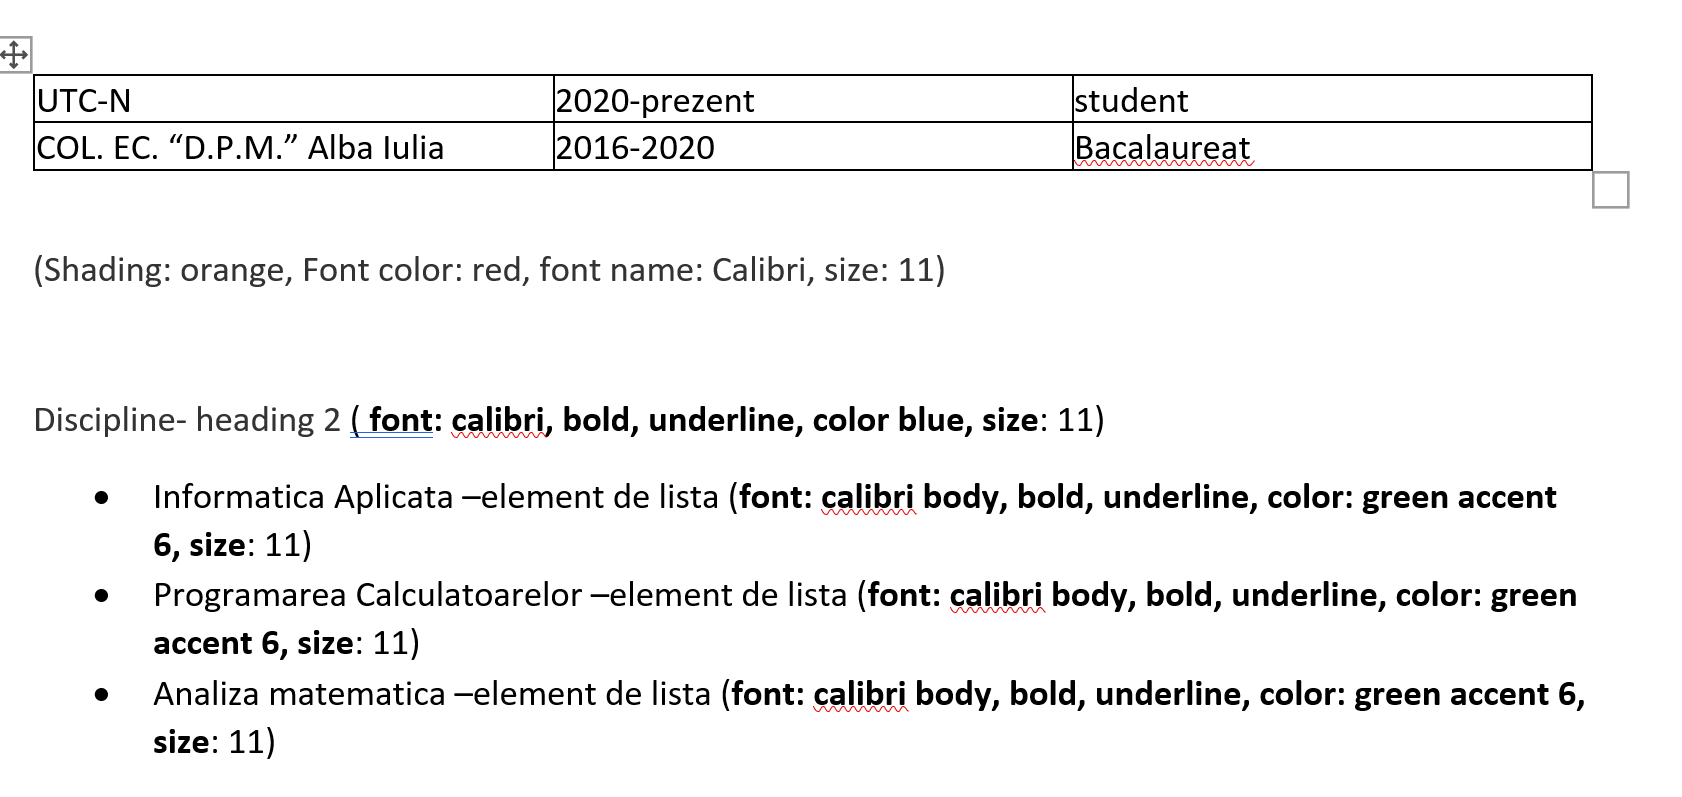 UTC-N 2020-prezent student
COL. EC. “D.P.M.” Alba Iulia 2016-2020 Bacalaureat
(Shading: orange, Font color: red, font name: Calibri, size: 11)
Discipline- heading 2 ( font: calibri, bold, underline, color blue, size: 11)
• Informatica Aplicata –element de lista (font: calibri body, bold, underline, color: green accent
6, size: 11)
• Programarea Calculatoarelor –element de lista (font: calibri body, bold, underline, color: green
accent 6, size: 11)
• Analiza matematica –element de lista (font: calibri body, bold, underline, color: green accent 6,
size: 11)